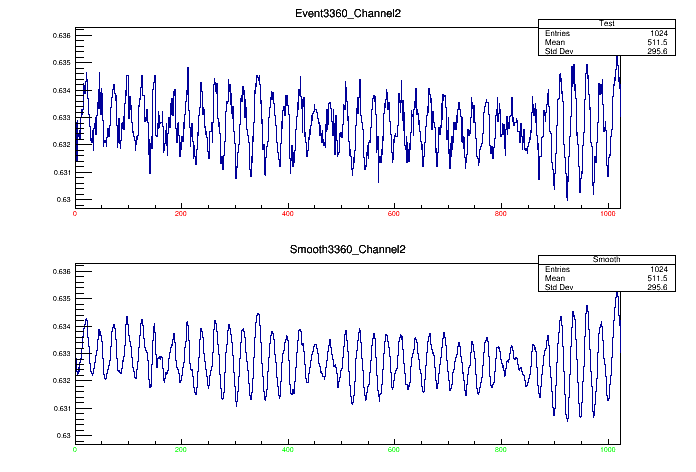 Event3360_Channel2
Test
Entries 1024
Mean 511.5
Std Dev 295.6
0.636
0.635
0.634
0.633
0.632
0.631
0.63
0 200 400 600 800 1000
Smooth3360_Channel2
Smooth
Entries 1024
Mean 511.5
Std Dev 295.6
0.636
0.635
0.634
0.633
0.632
0.631
0.63
0 200 400 600 800 1000